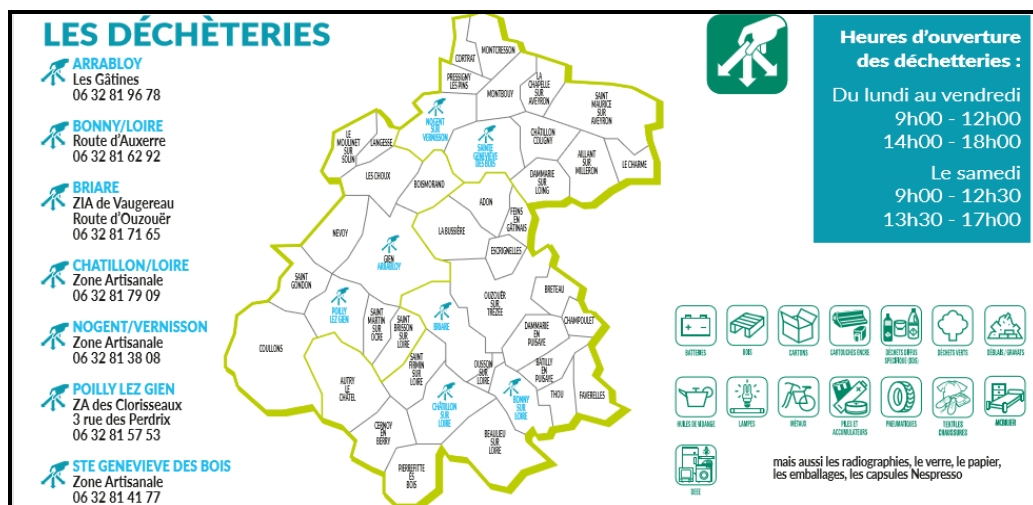 LES DÉCHÈTERIES
ARRABLOY
Les Gâtines
06 32 81 96 78
BONNY/LOIRE
Route d'Auxerre
06 32 81 62 92
BRIARE
ZIA de Vaugereau
Route d'Ouzouër
06 32 81 71 65
CHATILLON/LOIRE
Zone Artisanale
06 32 81 79 09
NOGENT/VERNISSON
Zone Artisanale
06 32 81 38 08
POILLY LEZ GIEN
ZA des Clorisseaux
3 rue des Perdrix
06 32 81 57 53
STE GENEVIEVE DES BOIS
Zone Artisanale
06 32 81 41 77
CORTRAT
MONTCRESSON
PRESSIGNY
LES PINS
MONTBOUY
LA
CHAPELLE
SUR
AVEYRON
SAINT
MAURICE
SUR
AVEYRON
NOGENT
SUR
VERNISSON
SAINTE
GENEVIÈVE
DES BOIS
CHÂTILLON
COLIGNY
AILLANT
SUR
MILLERON
LE CHARME
LE
MOULINET
SUR
SOLIN
LANGESSE
LES CHOUX
BOISMORAND
DAMMARIE
SUR
LOING
ADON
FEINS
EN
GÂTINAIS
NEVOY
LA BUSSIÈRE
ESCRIGNELLES
GIEN
ARRABLOY
SAINT
GONDON
POILLY
LEZ GIEN
SAINT
MARTIN
SUR
OCRE
SAINT
BRISSON
SUR
LOIRE
BRIARE
OUZOUËR
SUR
TRÉZÉE
BRETEAU
CHAMPOULET
DAMMARIE
EN
PUISAYE
COULLONS
SAINT
FIRMIN
SUR
LOIRE
OUSSON
SUR
LOIRE
BATILLY
EN
PUISAYE
AUTRY
LE
CHÂTEL
CHÂTILLON
SUR
LOIRE
BONNY
SUR
LOIRE
THOU
FAVERELLES
CERNOY
EN
BERRY
BEAULIEU
SUR
LOIRE
PIERREFITTE
ES
BOIS
Heures d'ouverture
des déchetteries :
Du lundi au vendredi
9h00 - 12h00
14h00 - 18h00
Le samedi
9h00 - 12h30
13h30 - 17h00
BATTERIES
BOIS
CARTONS
CARTOUCHES ENCRE
DÉCHETS DIFFUS
SPÉCIFIQUE (DDS)
DÉCHETS VERTS
DÉBLAIS / GRAVATS
HUILES DE VIDANGE
LAMPES
MÉTAUX
PILES ET
ACCUMULATEURS
PNEUMATIQUES
TEXTILES
CHAUSSURES
MOBILIER
DEEE
mais aussi les radiographies, le verre, le papier,
les emballages, les capsules Nespresso